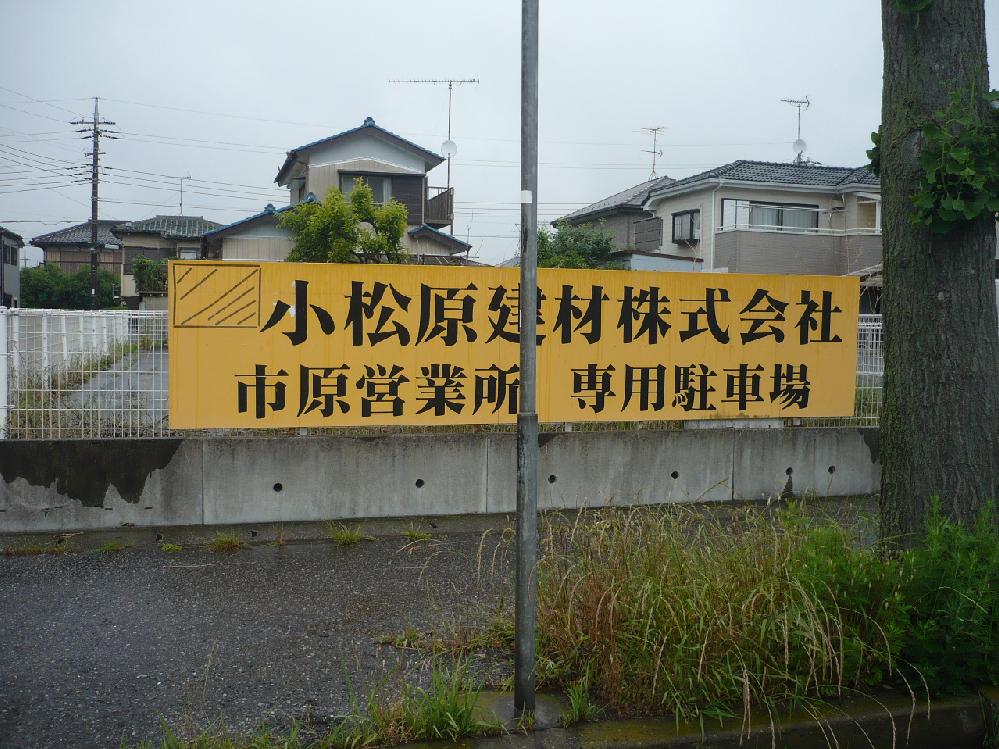 小松原建材株式会社
市原営業所 専用駐車場